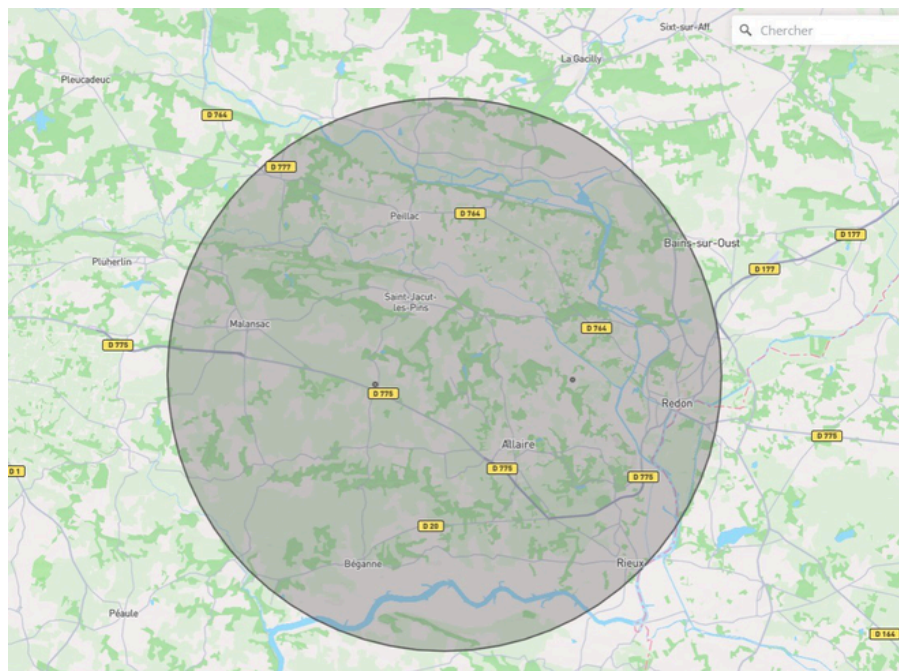 Sixt-sur-Aff
Chercher
La Gacilly
Pleucadeuc
D 764
D 777
Peillac
D 764
D 177
Bains-sur-Oust
Pluherlin
D 177
Saint-Jacut-
les-Pins
Malansac
D 764
D 775
D 775
Redon
Allaire
D 775
D 775
D 1
D 775
D 20
Béganne
Rieux
Péaule
D 164